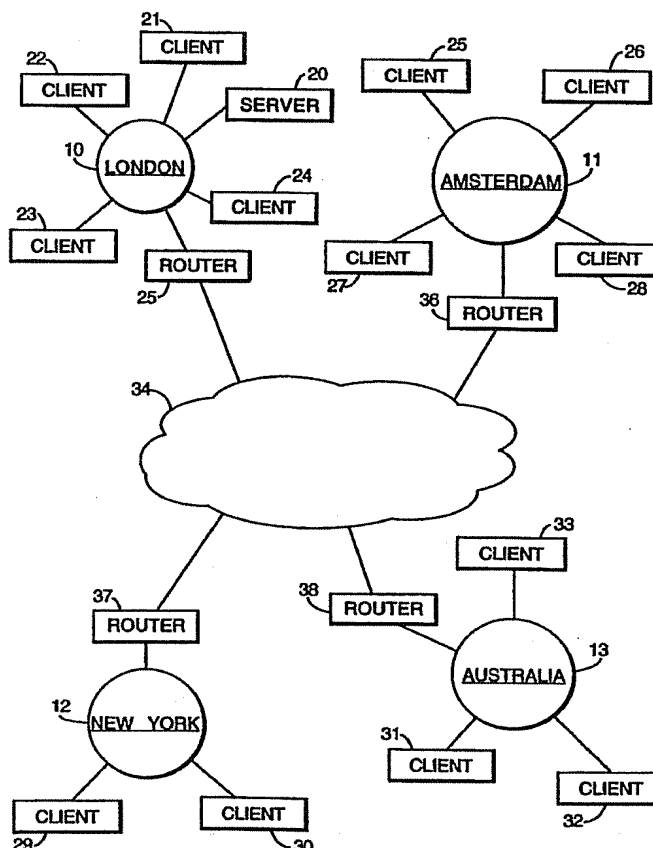 21
CLIENT
22
CLIENT
20
SERVER
10
LONDON
24
CLIENT
23
CLIENT
ROUTER
25
25
CLIENT
26
CLIENT
AMSTERDAM
11
CLIENT
27
CLIENT
28
36
ROUTER
34
37
ROUTER
12
NEW YORK
CLIENT
29
CLIENT
30
33
CLIENT
38
ROUTER
13
AUSTRALIA
31
CLIENT
CLIENT
32